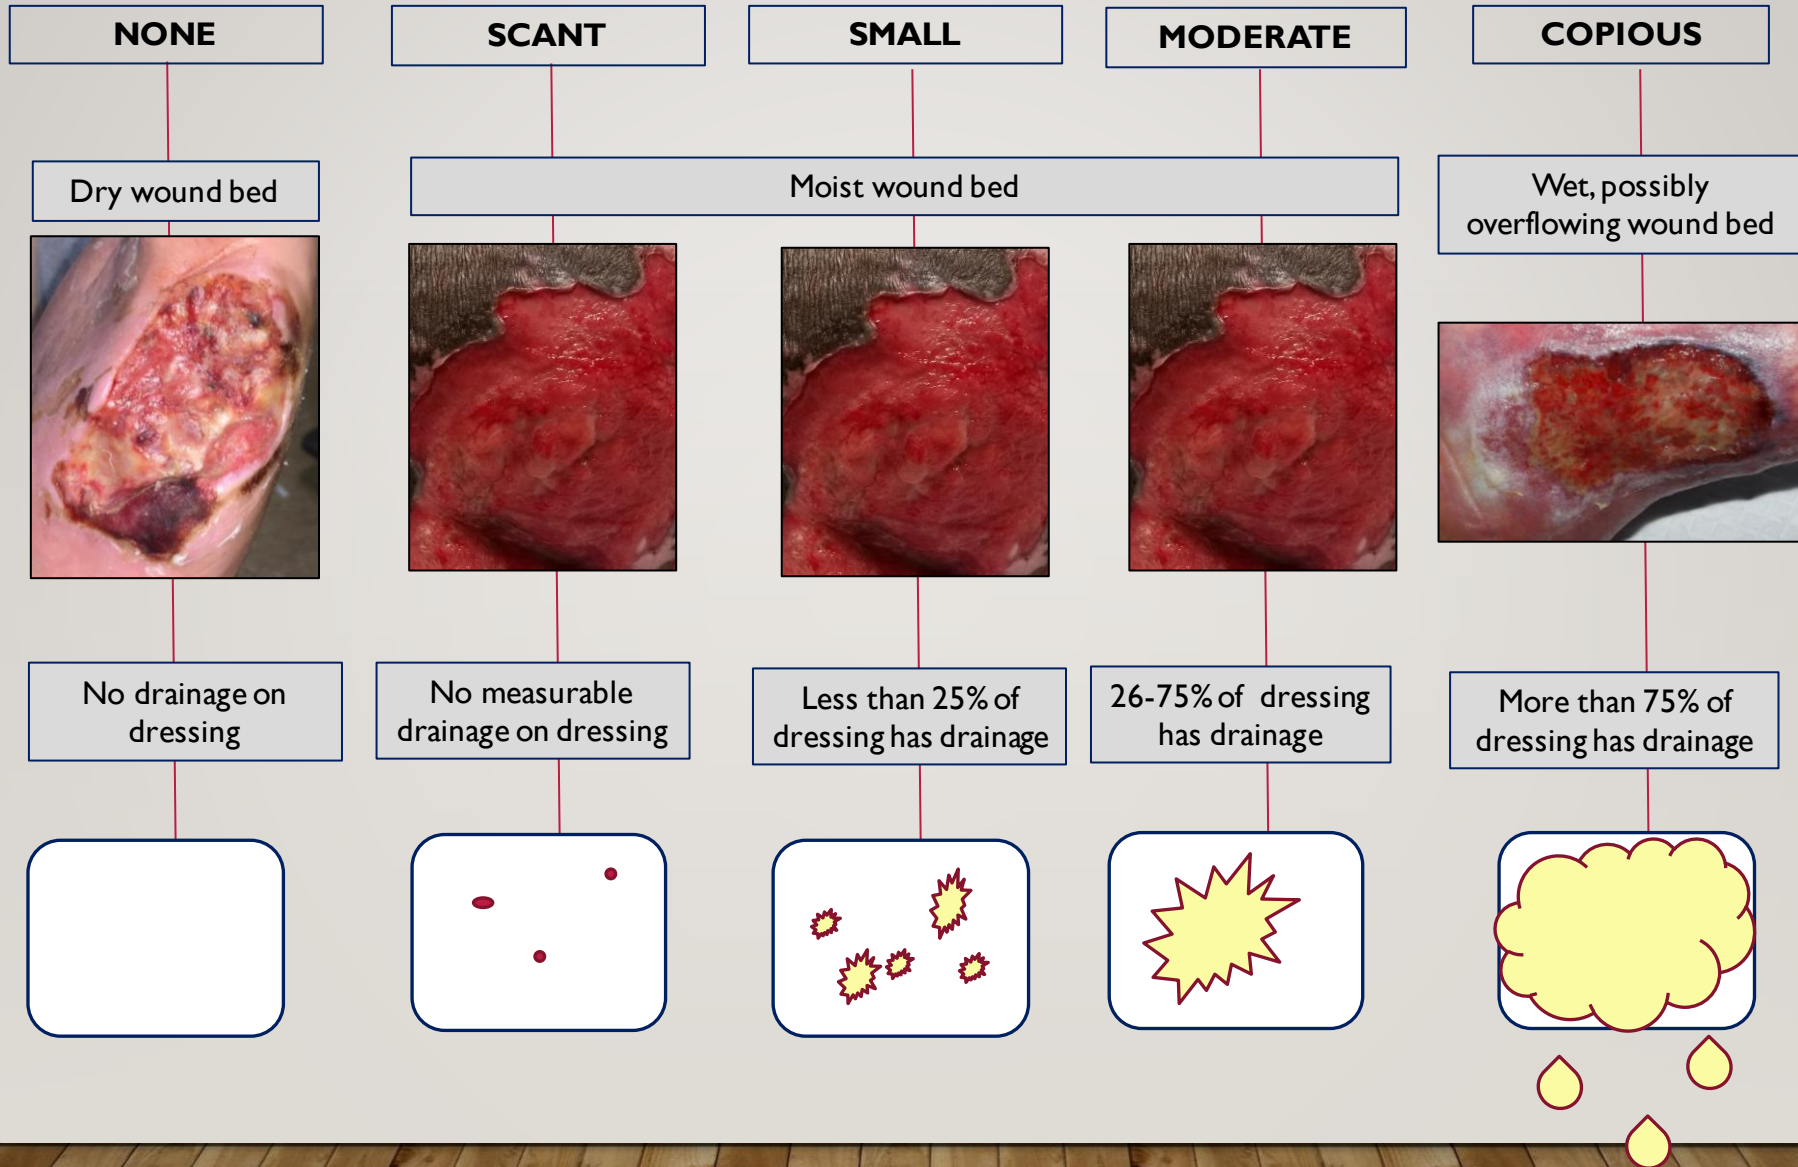 NONE
SCANT
SMALL
MODERATE
COPIOUS
Dry wound bed
Moist wound bed
Wet, possibly
overflowing wound bed
No drainage on
dressing
No measurable
drainage on dressing
Less than 25% of
dressing has drainage
26-75% of dressing
has drainage
More than 75% of
dressing has drainage